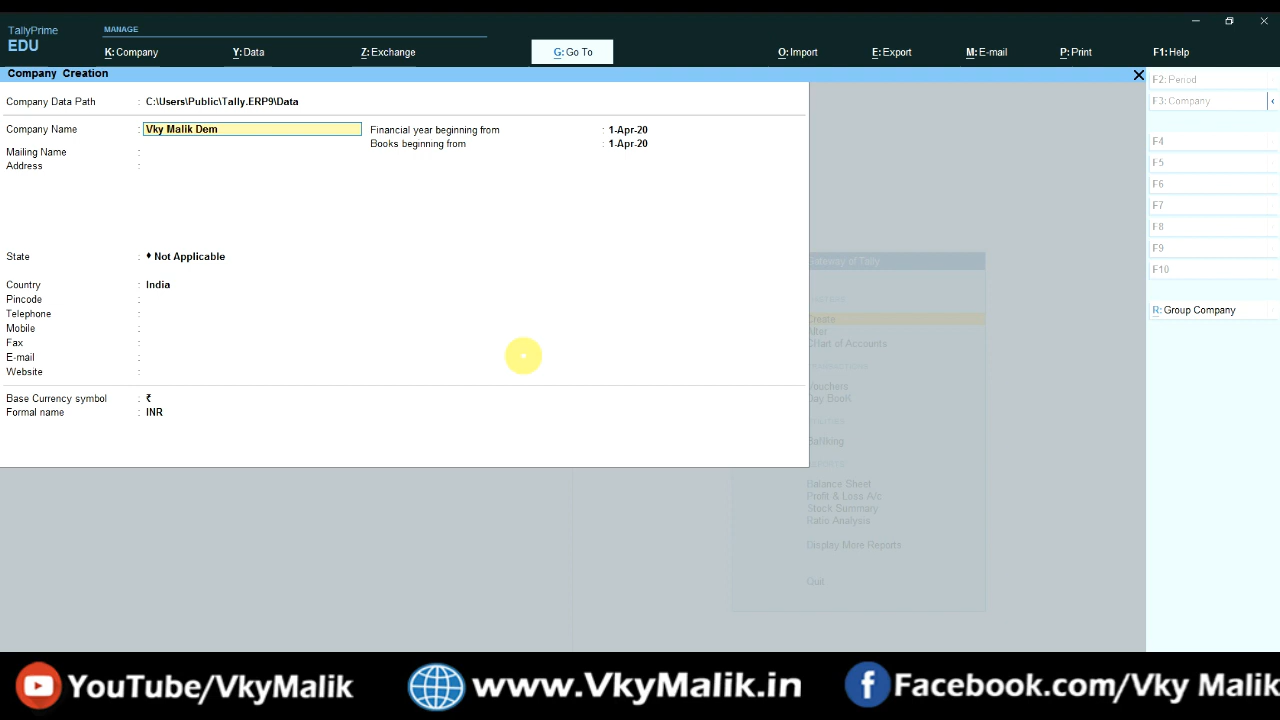 TallyPrime
EDU
MANAGE
K: Company
Y: Data
Z: Exchange
G: Go To
O: Import
E: Export
M: E-mail
P: Print
F1: Help
Company Creation
F2: Period
F3: Company
Company Data Path : C:\Users\Public\Tally.ERP9\Data
Company Name : Vky Malik Dem
Financial year beginning from : 1-Apr-20
Books beginning from : 1-Apr-20
Mailing Name :
Address :
F4
F5
F6
F7
F8
F9
F10
R: Group Company
State : ♦ Not Applicable
Country : India
Pincode :
Telephone :
Mobile :
Fax :
E-mail :
Website :
Base Currency symbol : ₹
Formal name : INR
Gateway of Tally
Create
Alter
Chart of Accounts
Vouchers
Day Book
Banking
Balance Sheet
Profit & Loss A/c
Stock Summary
Ratio Analysis
Display More Reports
Quit
YouTube/VkyMalik
www.VkyMalik.in
Facebook.com/Vky Malik